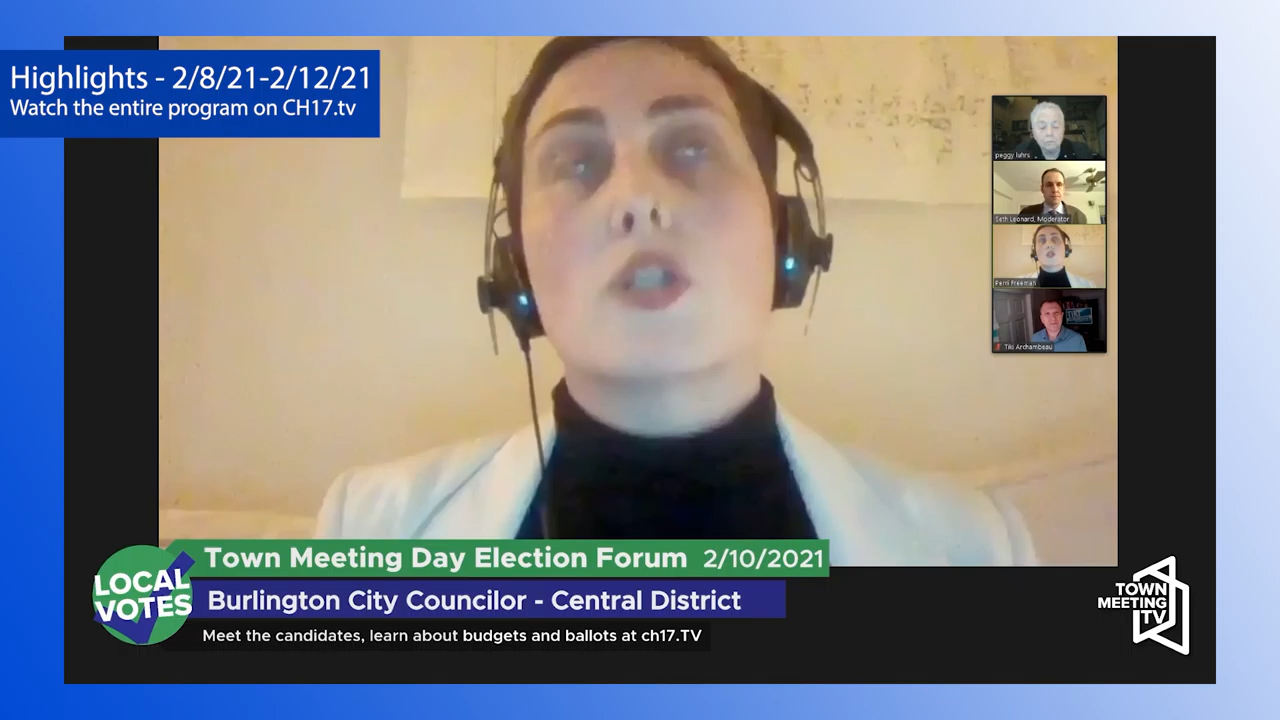 Highlights - 2/8/21-2/12/21
Watch the entire program on CH17.tv
peggy luhrs
Seth Leonard, Moderator
Perri Freeman
Tiki Archambeau
TIKI
Town Meeting Day Election Forum 2/10/2021
LOCAL
VOTES
Burlington City Councilor - Central District
Meet the candidates, learn about budgets and ballots at ch17.TV
TOWN
MEETING
TV